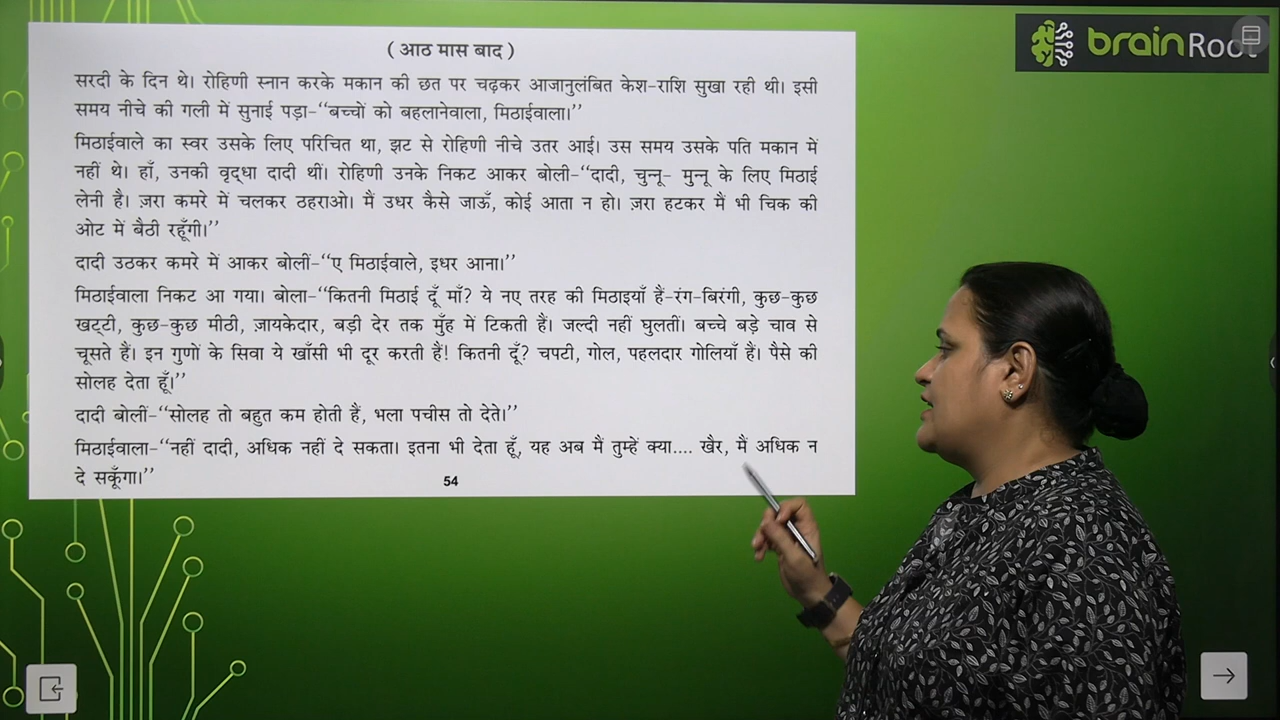 brainRoot
( आठ मास बाद )
सरदी के दिन थे। रोहिणी स्नान करके मकान की छत पर चढ़कर आजानुलंबित केश-राशि सुखा रही थी। इसी
समय नीचे की गली में सुनाई पड़ा-‘‘बच्चों को बहलानेवाला, मिठाईवाला।’’
मिठाईवाले का स्वर उसके लिए परिचित था, झट से रोहिणी नीचे उतर आई। उस समय उसके पति मकान में
नहीं थे। हाँ, उनकी वृद्धा दादी थीं। रोहिणी उनके निकट आकर बोली-‘‘दादी, चुन्नू- मुन्नू के लिए मिठाई
लेनी है। ज़रा कमरे में चलकर ठहराओ। मैं उधर कैसे जाऊँ, कोई आता न हो। ज़रा हटकर मैं भी चिक की
ओट में बैठी रहूँगी।’’
दादी उठकर कमरे में आकर बोलीं-‘‘ए मिठाईवाले, इधर आना।’’
मिठाईवाला निकट आ गया। बोला-‘‘कितनी मिठाई दूँ माँ? ये नए तरह की मिठाइयाँ हैं-रंग-बिरंगी, कुछ-कुछ
खट्टी, कुछ-कुछ मीठी, ज़ायकेदार, बड़ी देर तक मुँह में टिकती हैं। जल्दी नहीं घुलतीं। बच्चे बड़े चाव से
चूसते हैं। इन गुणों के सिवा ये खाँसी भी दूर करती हैं! कितनी दूँ? चपटी, गोल, पहलदार गोलियाँ हैं। पैसे की
सोलह देता हूँ।’’
दादी बोलीं-‘‘सोलह तो बहुत कम होती हैं, भला पचीस तो देते।’’
मिठाईवाला-‘‘नहीं दादी, अधिक नहीं दे सकता। इतना भी देता हूँ, यह अब मैं तुम्हें क्या.... खैर, मैं अधिक न
दे सकूँगा।’’
54